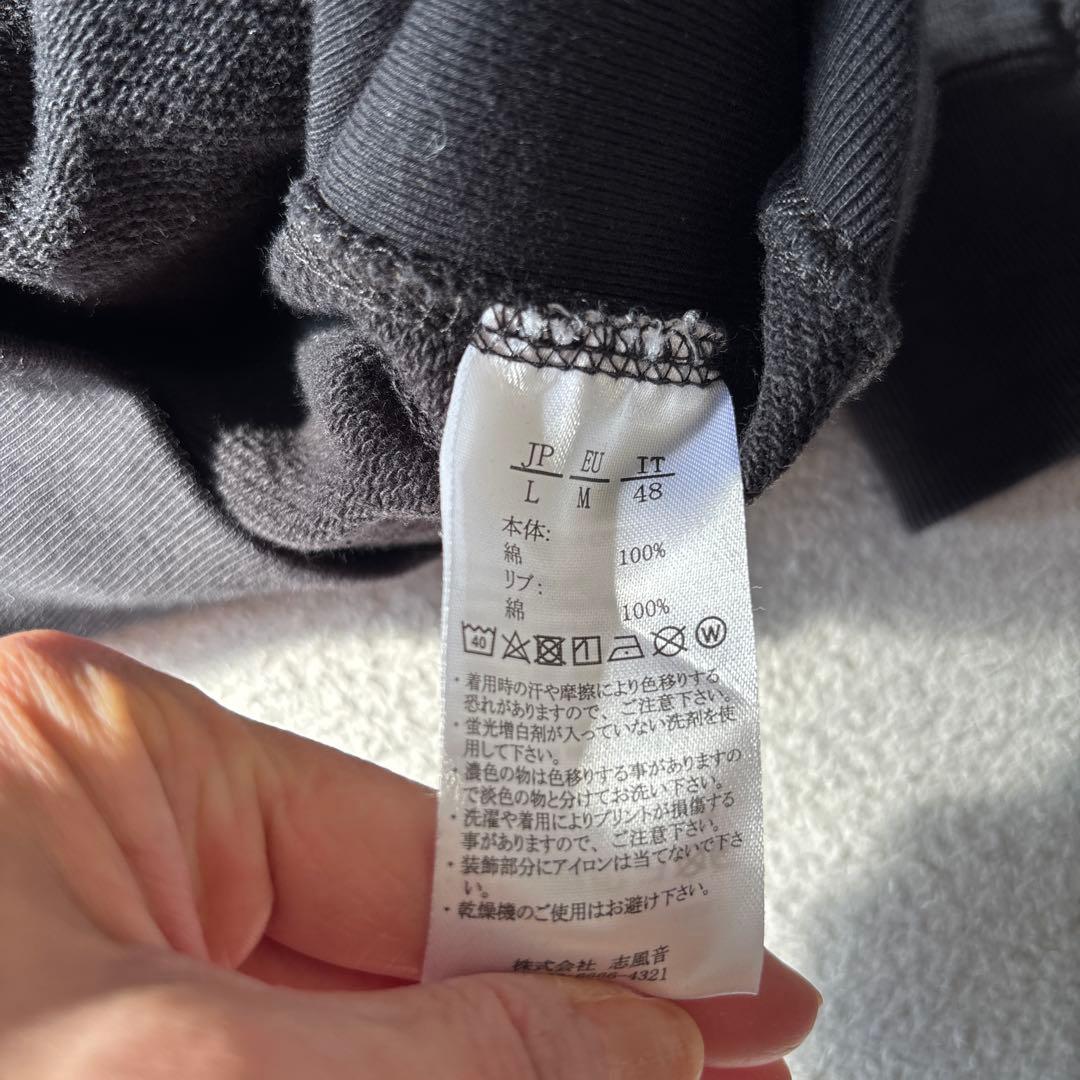 JP EU IT
L M 48
本体:
綿 100%
リブ:
綿 100%
40 W
・着用時の汗や摩擦により色移りする
恐れがありますので、ご注意下さい。
・蛍光増白剤が入っていない洗剤を使
用して下さい。
・濃色の物は色移りする事がありますの
で淡色の物と分けてお洗い下さい。
・洗濯や着用によりプリントが損傷する
事がありますので、ご注意下さい。
・装飾部分にアイロンは当てないで下さ
い。
・乾燥機のご使用はお避け下さい。
株式会社 志風音
4321